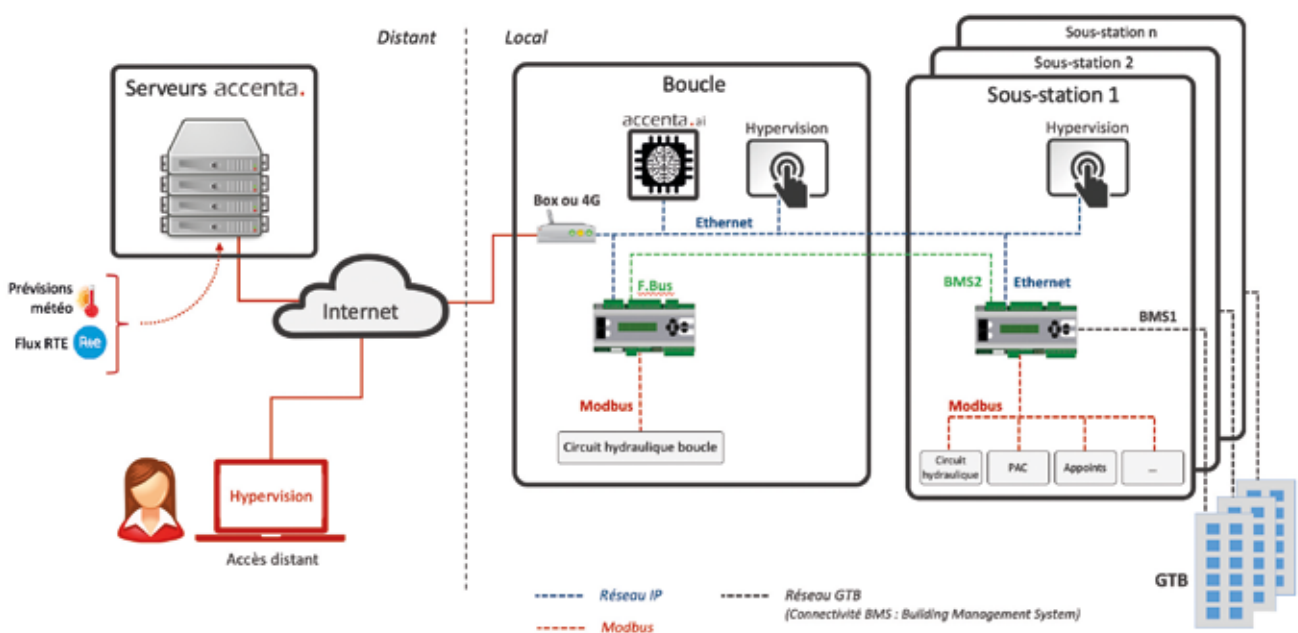 Distant
Local
Serveurs accenta.
Prévisions
météo
Flux RTE
Rte
Internet
Hypervision
Accès distant
Boucle
accenta.ai
Hypervision
Box ou 4G
Ethernet
F.Bus
Modbus
Circuit hydraulique boucle
Sous-station n
Sous-station 2
Sous-station 1
Hypervision
BMS2
Ethernet
BMS1
Modbus
Circuit
hydraulique
PAC
Appoints
...
GTB
Réseau IP
Modbus
Réseau GTB
(Connectivité BMS : Building Management System)